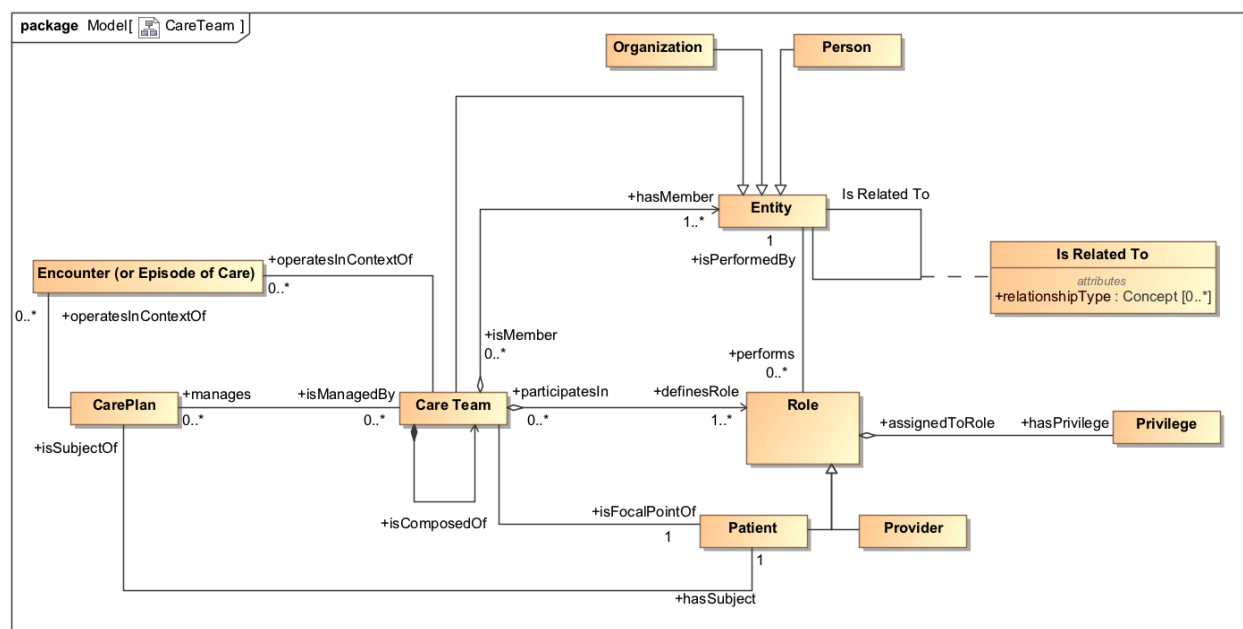 package Model[ CareTeam ]
Organization
Person
+hasMember
1..*
Entity
Is Related To
1
+isPerformedBy
Is Related To
attributes
+relationshipType : Concept [0..*]
Encounter (or Episode of Care)
+operatesInContextOf
0..*
0..*
+operatesInContextOf
+isMember
0..*
+performs
0..*
CarePlan
+manages
0..*
+isManagedBy
0..*
Care Team
+participatesIn
0..*
+definesRole
1..*
Role
+assignedToRole
+hasPrivilege
Privilege
+isSubjectOf
+isComposedOf
+isFocalPointOf
1
Patient
Provider
1
+hasSubject